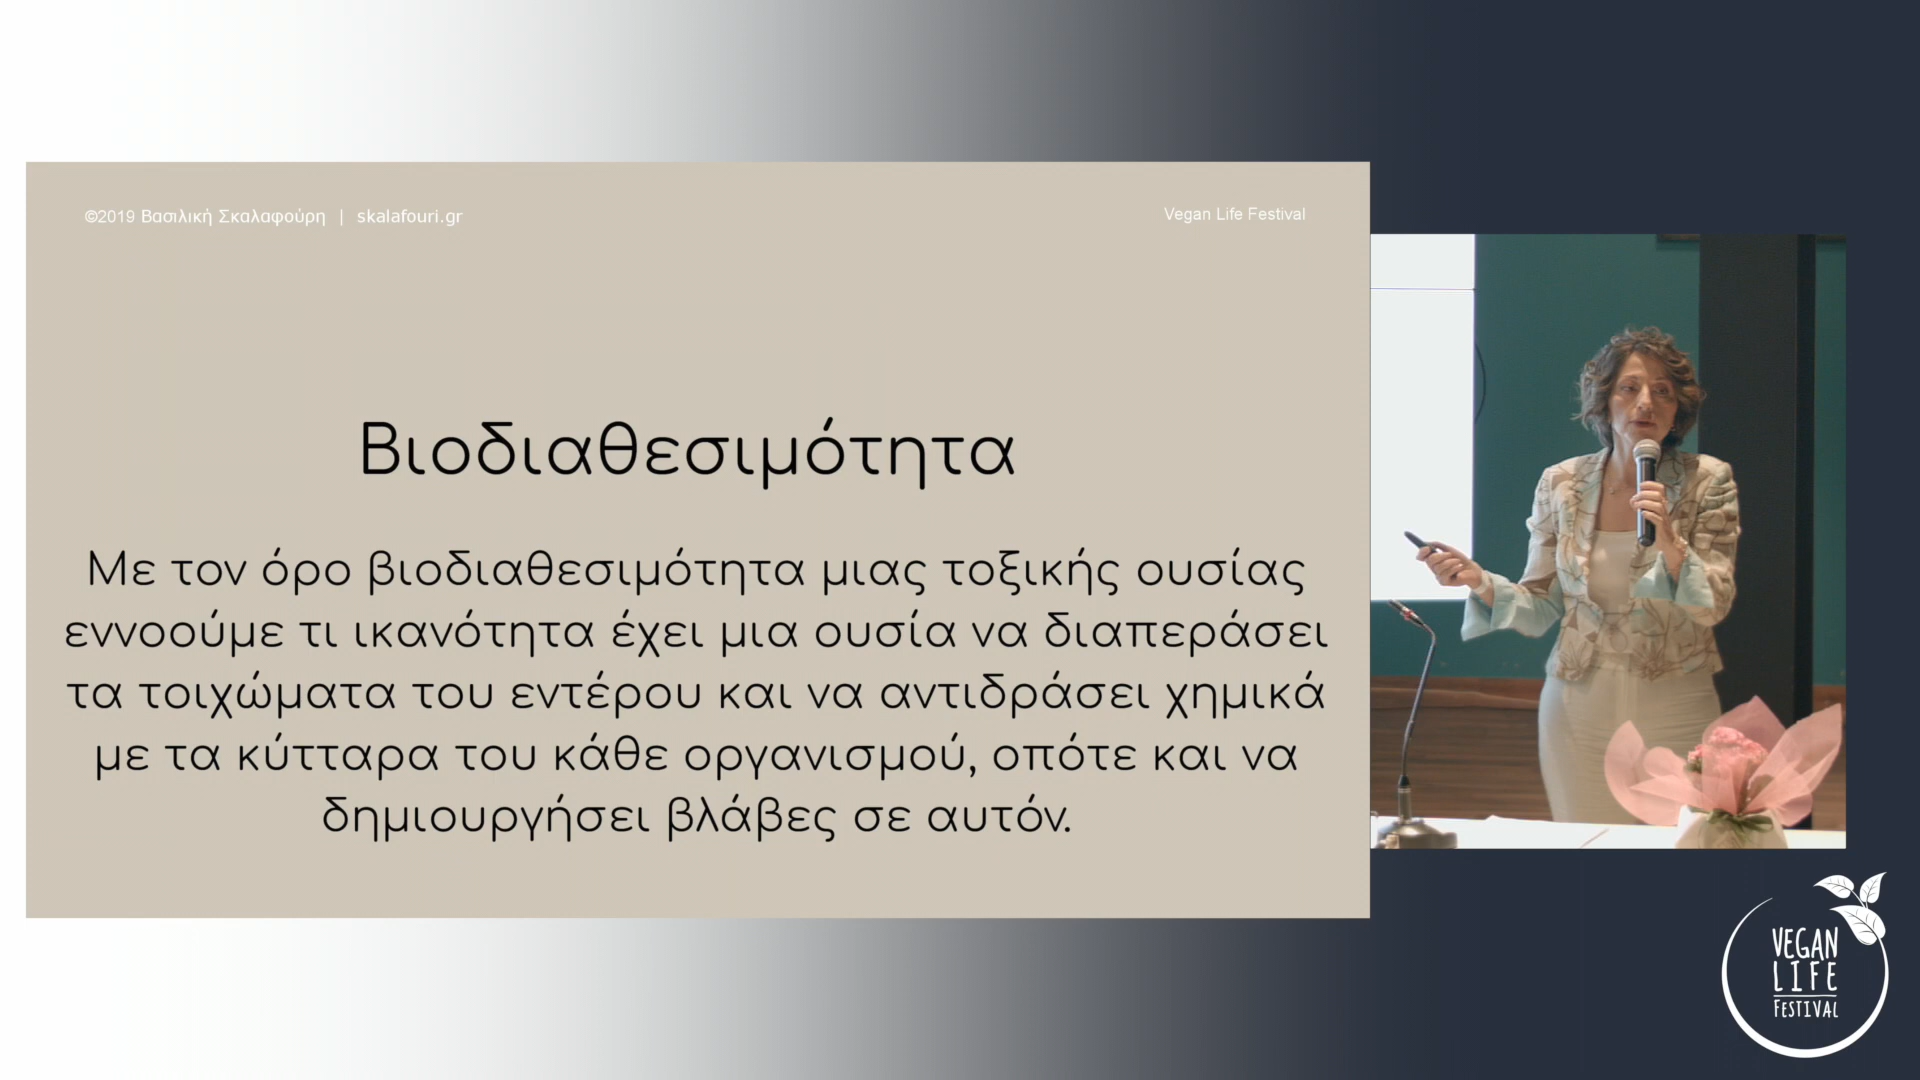 ©2019 Βασιλική Σκαλαφούρη | skalafouri.gr
Vegan Life Festival
Βιοδιαθεσιμότητα
Με τον όρο βιοδιαθεσιμότητα μιας τοξικής ουσίας
εννοούμε τι ικανότητα έχει μια ουσία να διαπεράσει
τα τοιχώματα του εντέρου και να αντιδράσει χημικά
με τα κύτταρα του κάθε οργανισμού, οπότε και να
δημιουργήσει βλάβες σε αυτόν.
VEGAN
LIFE
FESTIVAL